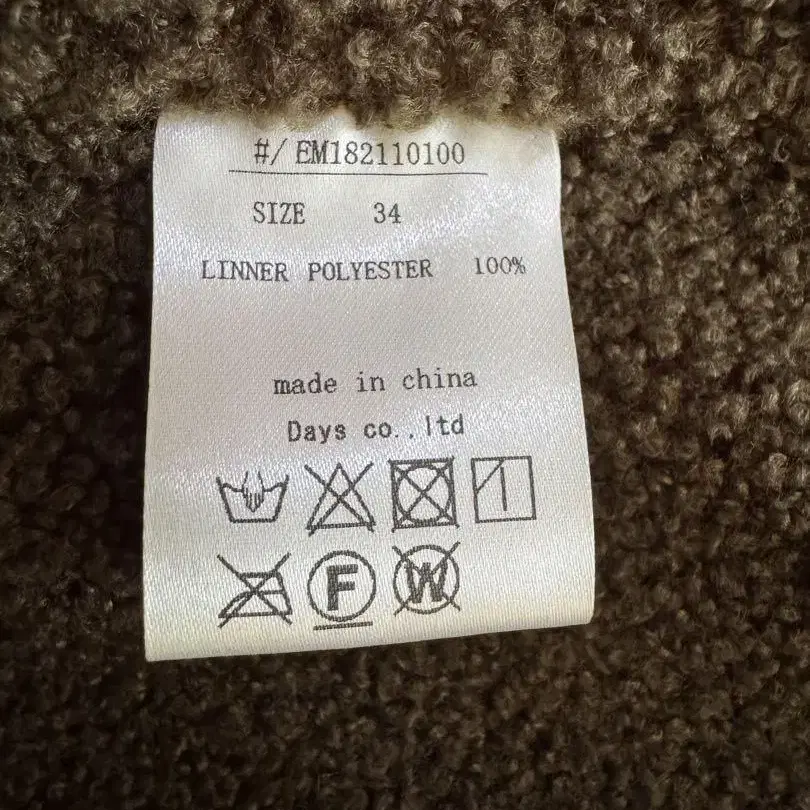 #/ EM182110100
SIZE 34
LINNER POLYESTER 100%
made in china
Days co.,ltd
F W